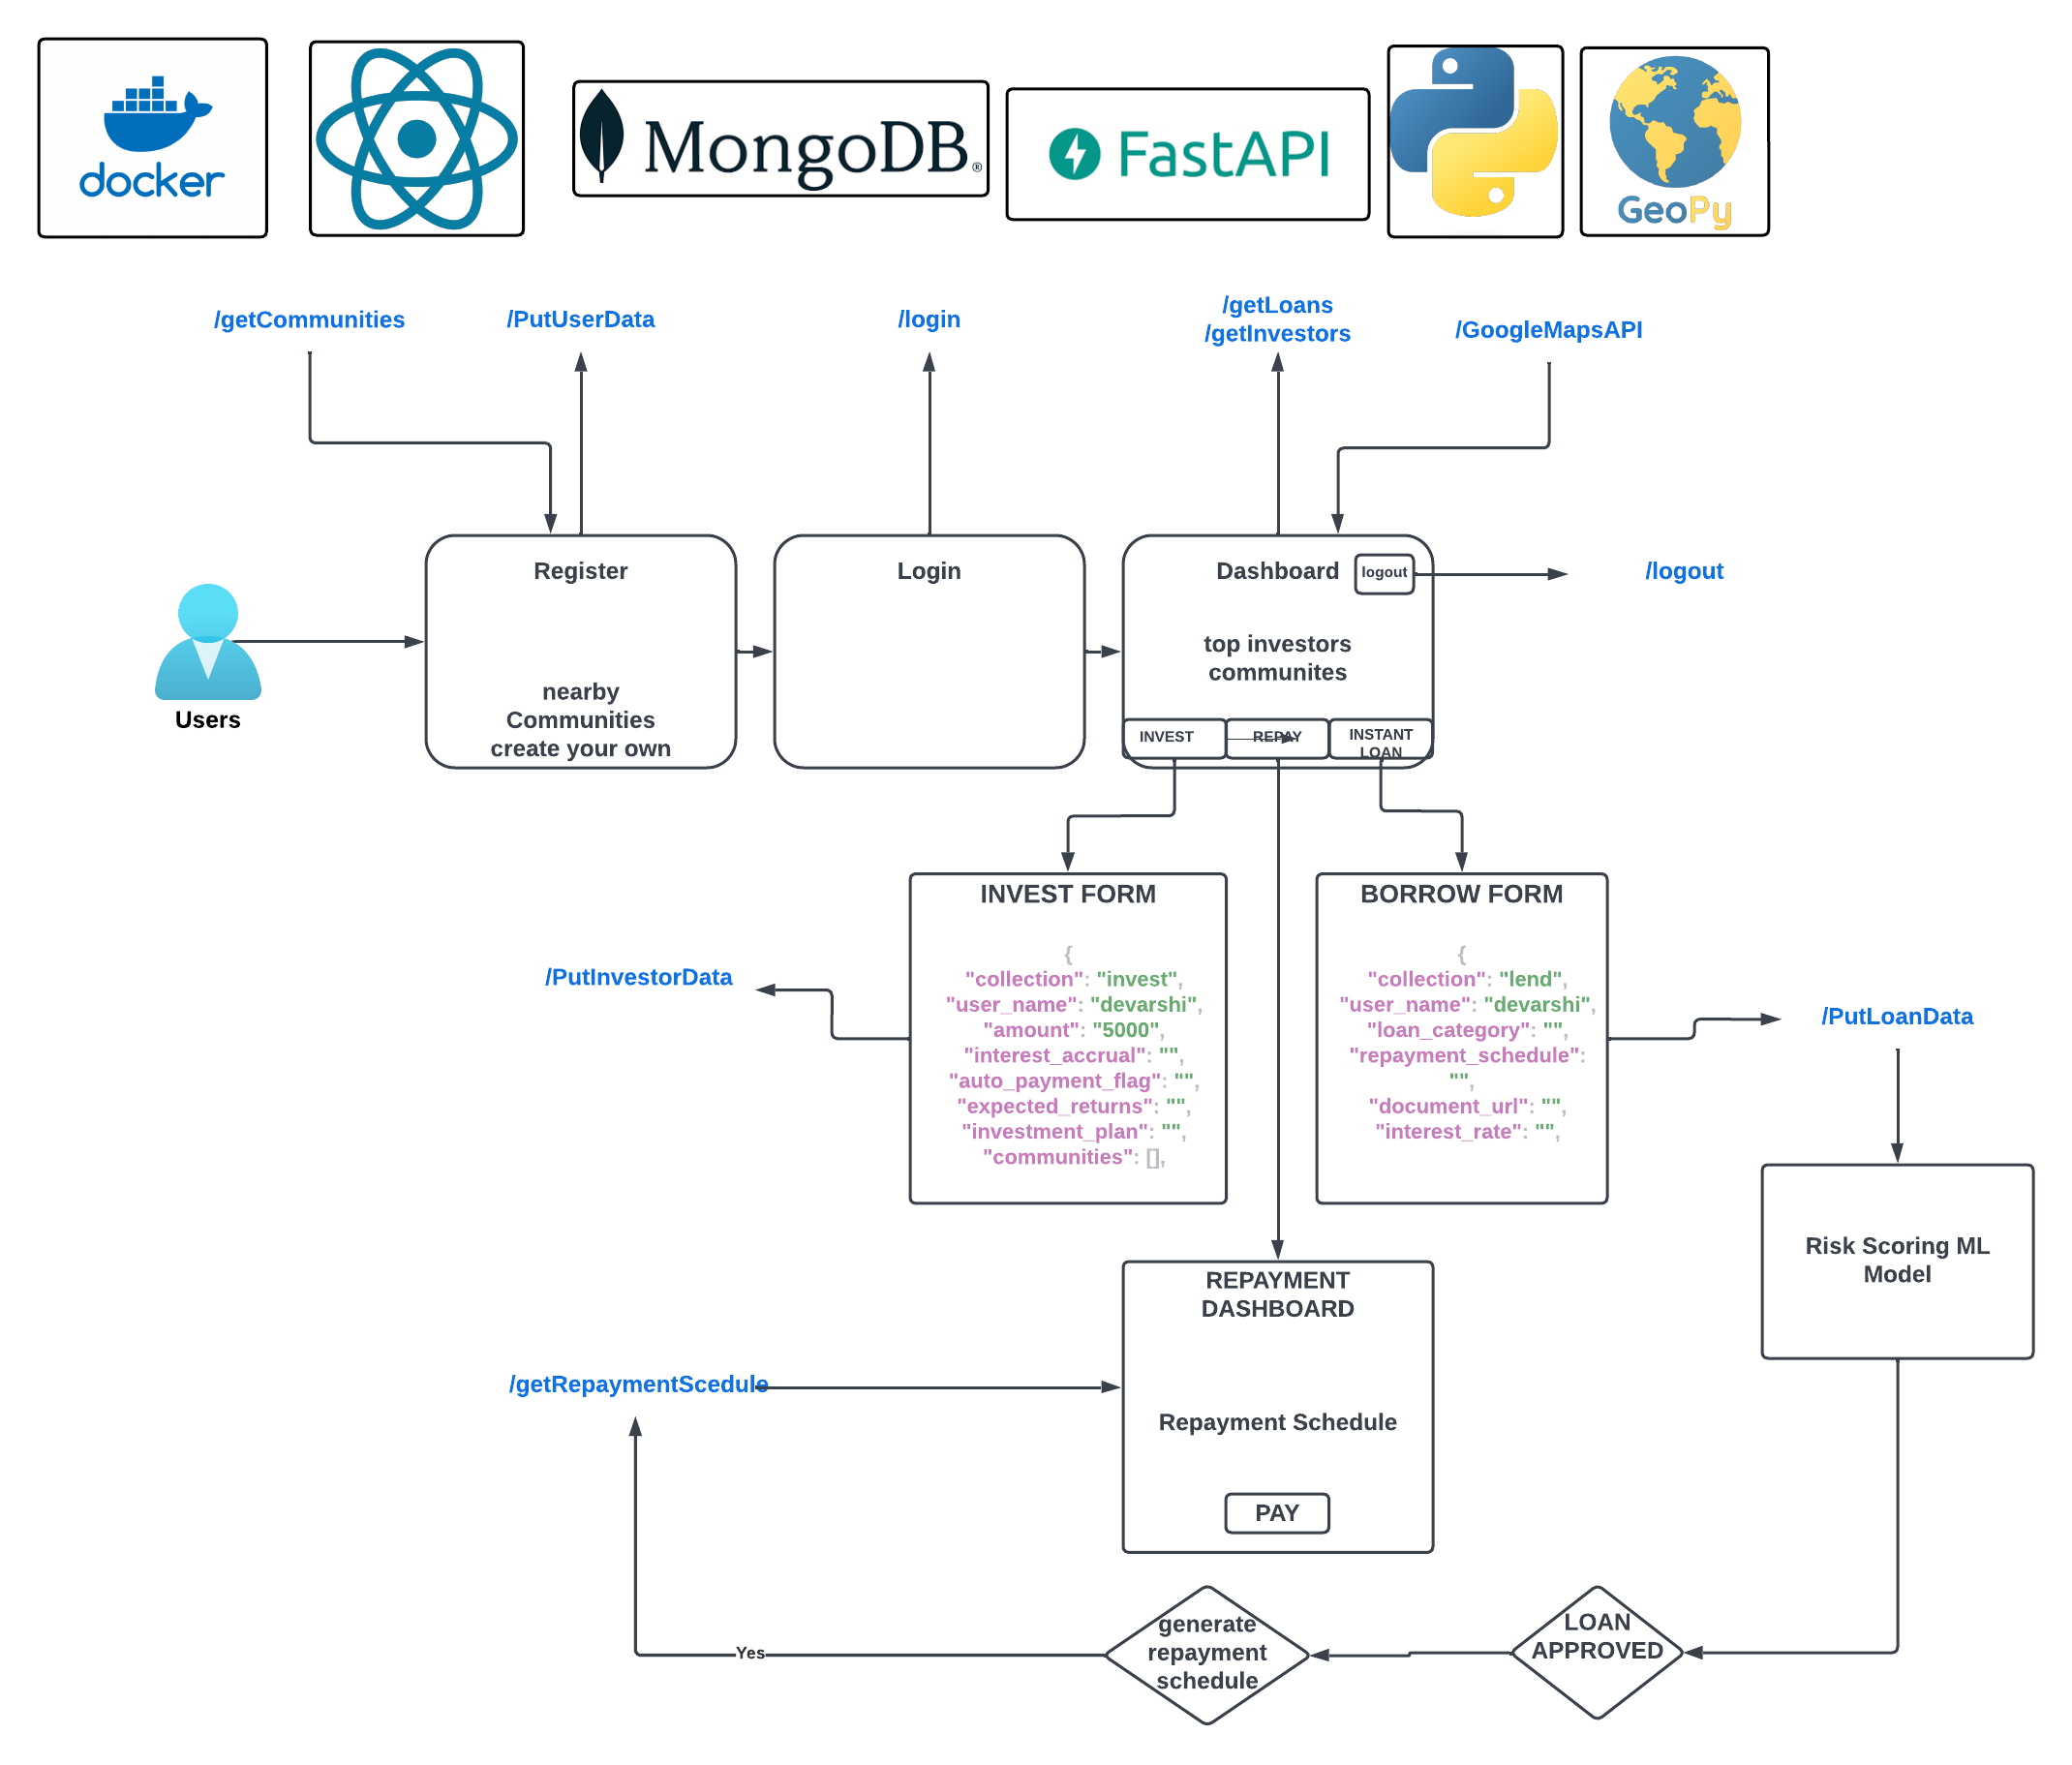 docker
MongoDB®
FastAPI
GeoPy
/getCommunities
/PutUserData
/login
/getLoans
/getInvestors
/GoogleMapsAPI
Register
nearby
Communities
create your own
Login
Dashboard
logout
/logout
top investors
communites
INVEST
REPAY
INSTANT
LOAN
Users
INVEST FORM
{
"collection": "invest",
"user_name": "devarshi",
"amount": "5000",
"interest_accrual": "",
"auto_payment_flag": "",
"expected_returns": "",
"investment_plan": "",
"communities": [],
BORROW FORM
{
"collection": "lend",
"user_name": "devarshi",
"loan_category": "",
"repayment_schedule":
"",
"document_url": "",
"interest_rate": "",
/PutInvestorData
/PutLoanData
Risk Scoring ML
Model
REPAYMENT
DASHBOARD
Repayment Schedule
PAY
/getRepaymentScedule
generate
repayment
schedule
LOAN
APPROVED
Yes